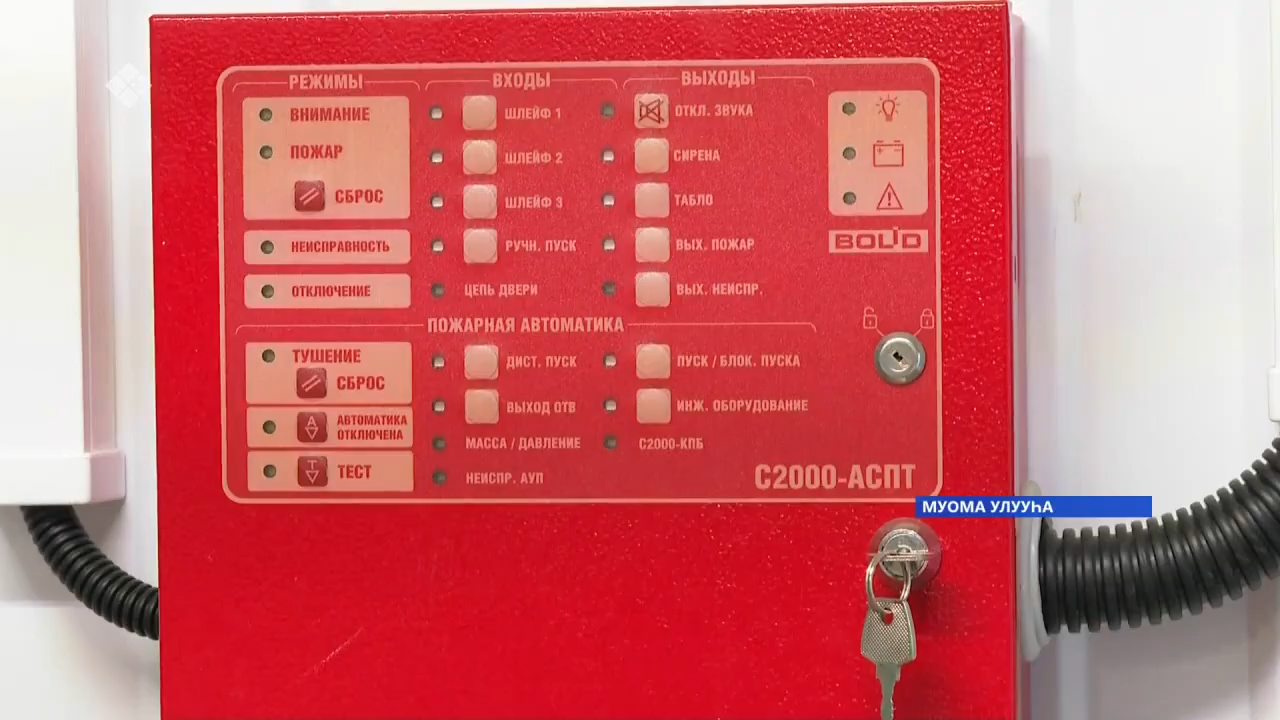 РЕЖИМЫ
ВНИМАНИЕ
ПОЖАР
СБРОС
НЕИСПРАВНОСТЬ
ОТКЛЮЧЕНИЕ
ВХОДЫ
ШЛЕЙФ 1
ШЛЕЙФ 2
ШЛЕЙФ 3
РУЧН. ПУСК
ЦЕПЬ ДВЕРИ
ВЫХОДЫ
ОТКЛ. ЗВУКА
СИРЕНА
ТАБЛО
ВЫХ. ПОЖАР
ВЫХ. НЕИСПР.
BOLID
ПОЖАРНАЯ АВТОМАТИКА
ТУШЕНИЕ
СБРОС
А
АВТОМАТИКА
ОТКЛЮЧЕНА
Т
ТЕСТ
ДИСТ. ПУСК
ВЫХОД ОТВ
МАССА / ДАВЛЕНИЕ
НЕИСПР. АУП
ПУСК / БЛОК. ПУСКА
ИНЖ. ОБОРУДОВАНИЕ
С2000-КПБ
С2000-АСПТ
МУОМА УЛУУҺА